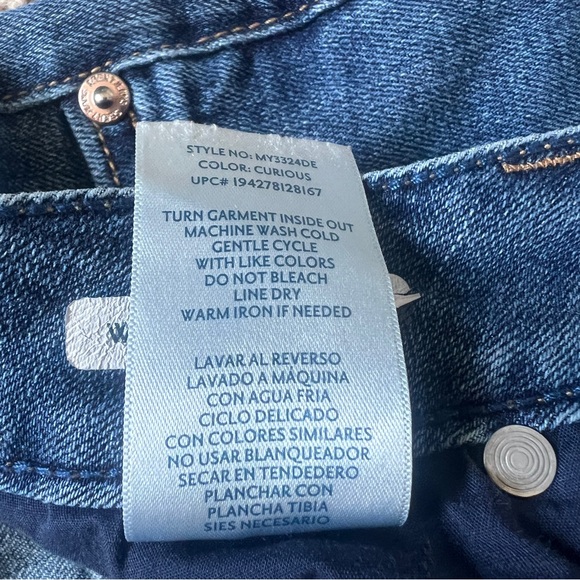 STYLE NO: MY3324DE
COLOR: CURIOUS
UPC# 194278128167
TURN GARMENT INSIDE OUT
MACHINE WASH COLD
GENTLE CYCLE
WITH LIKE COLORS
DO NOT BLEACH
LINE DRY
WARM IRON IF NEEDED
LAVAR AL REVERSO
LAVADO A MÁQUINA
CON AGUA FRIA
CICLO DELICADO
CON COLORES SIMILARES
NO USAR BLANQUEADOR
SECAR EN TENDEDERO
PLANCHAR CON
PLANCHA TIBIA
SIES NECESARIO